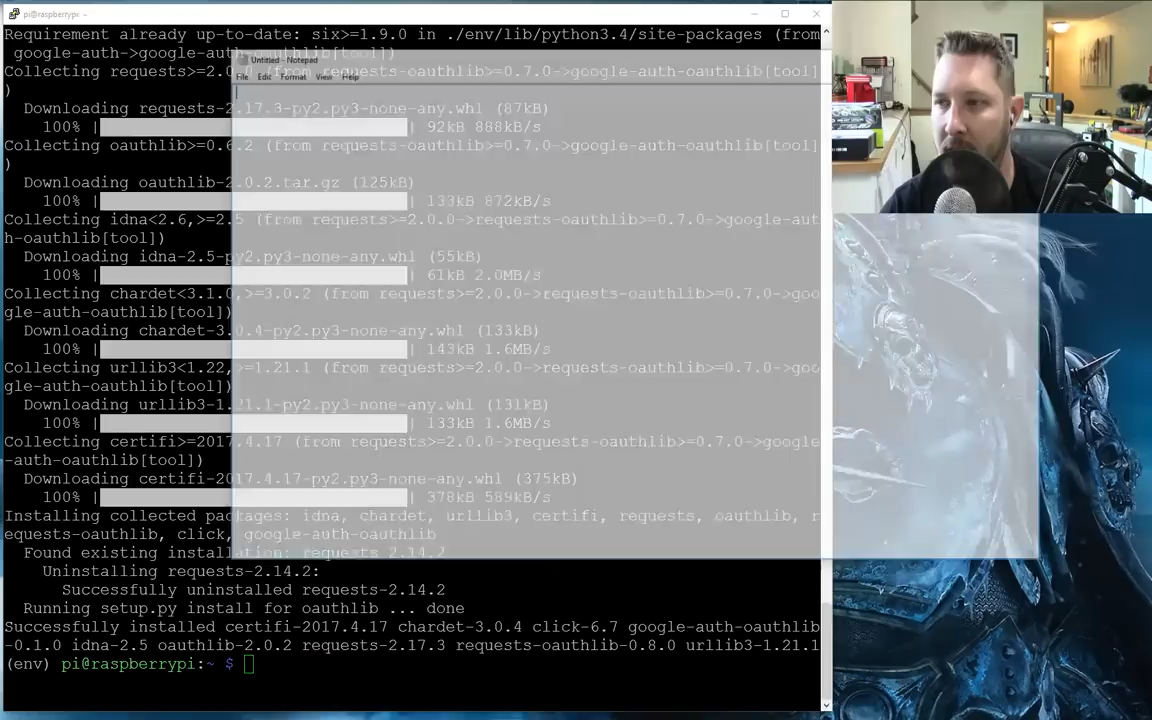 pi@raspberrypi: ~
Requirement already up-to-date: six>=1.9.0 in ./env/lib/python3.4/site-packages (from
google-auth->google-auth-oauthlib[tool])
Untitled - Notepad
File Edit Format View Help
Collecting requests>=2.0.0 (from requests-oauthlib>=0.7.0->google-auth-oauthlib[tool]
)
Downloading requests-2.17.3-py2.py3-none-any.whl (87kB)
100% | | 92kB 888kB/s
Collecting oauthlib>=0.6.2 (from requests-oauthlib>=0.7.0->google-auth-oauthlib[tool]
)
Downloading oauthlib-2.0.2.tar.gz (125kB)
100% | | 133kB 872kB/s
Collecting idna<2.6,>=2.5 (from requests>=2.0.0->requests-oauthlib>=0.7.0->google-aut
h-oauthlib[tool])
Downloading idna-2.5-py2.py3-none-any.whl (55kB)
100% | | 61kB 2.0MB/s
Collecting chardet<3.1.0,>=3.0.2 (from requests>=2.0.0->requests-oauthlib>=0.7.0->goo
gle-auth-oauthlib[tool])
Downloading chardet-3.0.4-py2.py3-none-any.whl (133kB)
100% | | 143kB 1.6MB/s
Collecting urllib3<1.22,>=1.21.1 (from requests>=2.0.0->requests-oauthlib>=0.7.0->goo
gle-auth-oauthlib[tool])
Downloading urllib3-1.21.1-py2.py3-none-any.whl (131kB)
100% | | 133kB 1.6MB/s
Collecting certifi>=2017.4.17 (from requests>=2.0.0->requests-oauthlib>=0.7.0->google
-auth-oauthlib[tool])
Downloading certifi-2017.4.17-py2.py3-none-any.whl (375kB)
100% | | 378kB 589kB/s
Installing collected packages: idna, chardet, urllib3, certifi, requests, oauthlib, r
equests-oauthlib, click, google-auth-oauthlib
Found existing installation: requests 2.14.2
Uninstalling requests-2.14.2:
Successfully uninstalled requests-2.14.2
Running setup.py install for oauthlib ... done
Successfully installed certifi-2017.4.17 chardet-3.0.4 click-6.7 google-auth-oauthlib
-0.1.0 idna-2.5 oauthlib-2.0.2 requests-2.17.3 requests-oauthlib-0.8.0 urllib3-1.21.1
(env) pi@raspberrypi:~ $